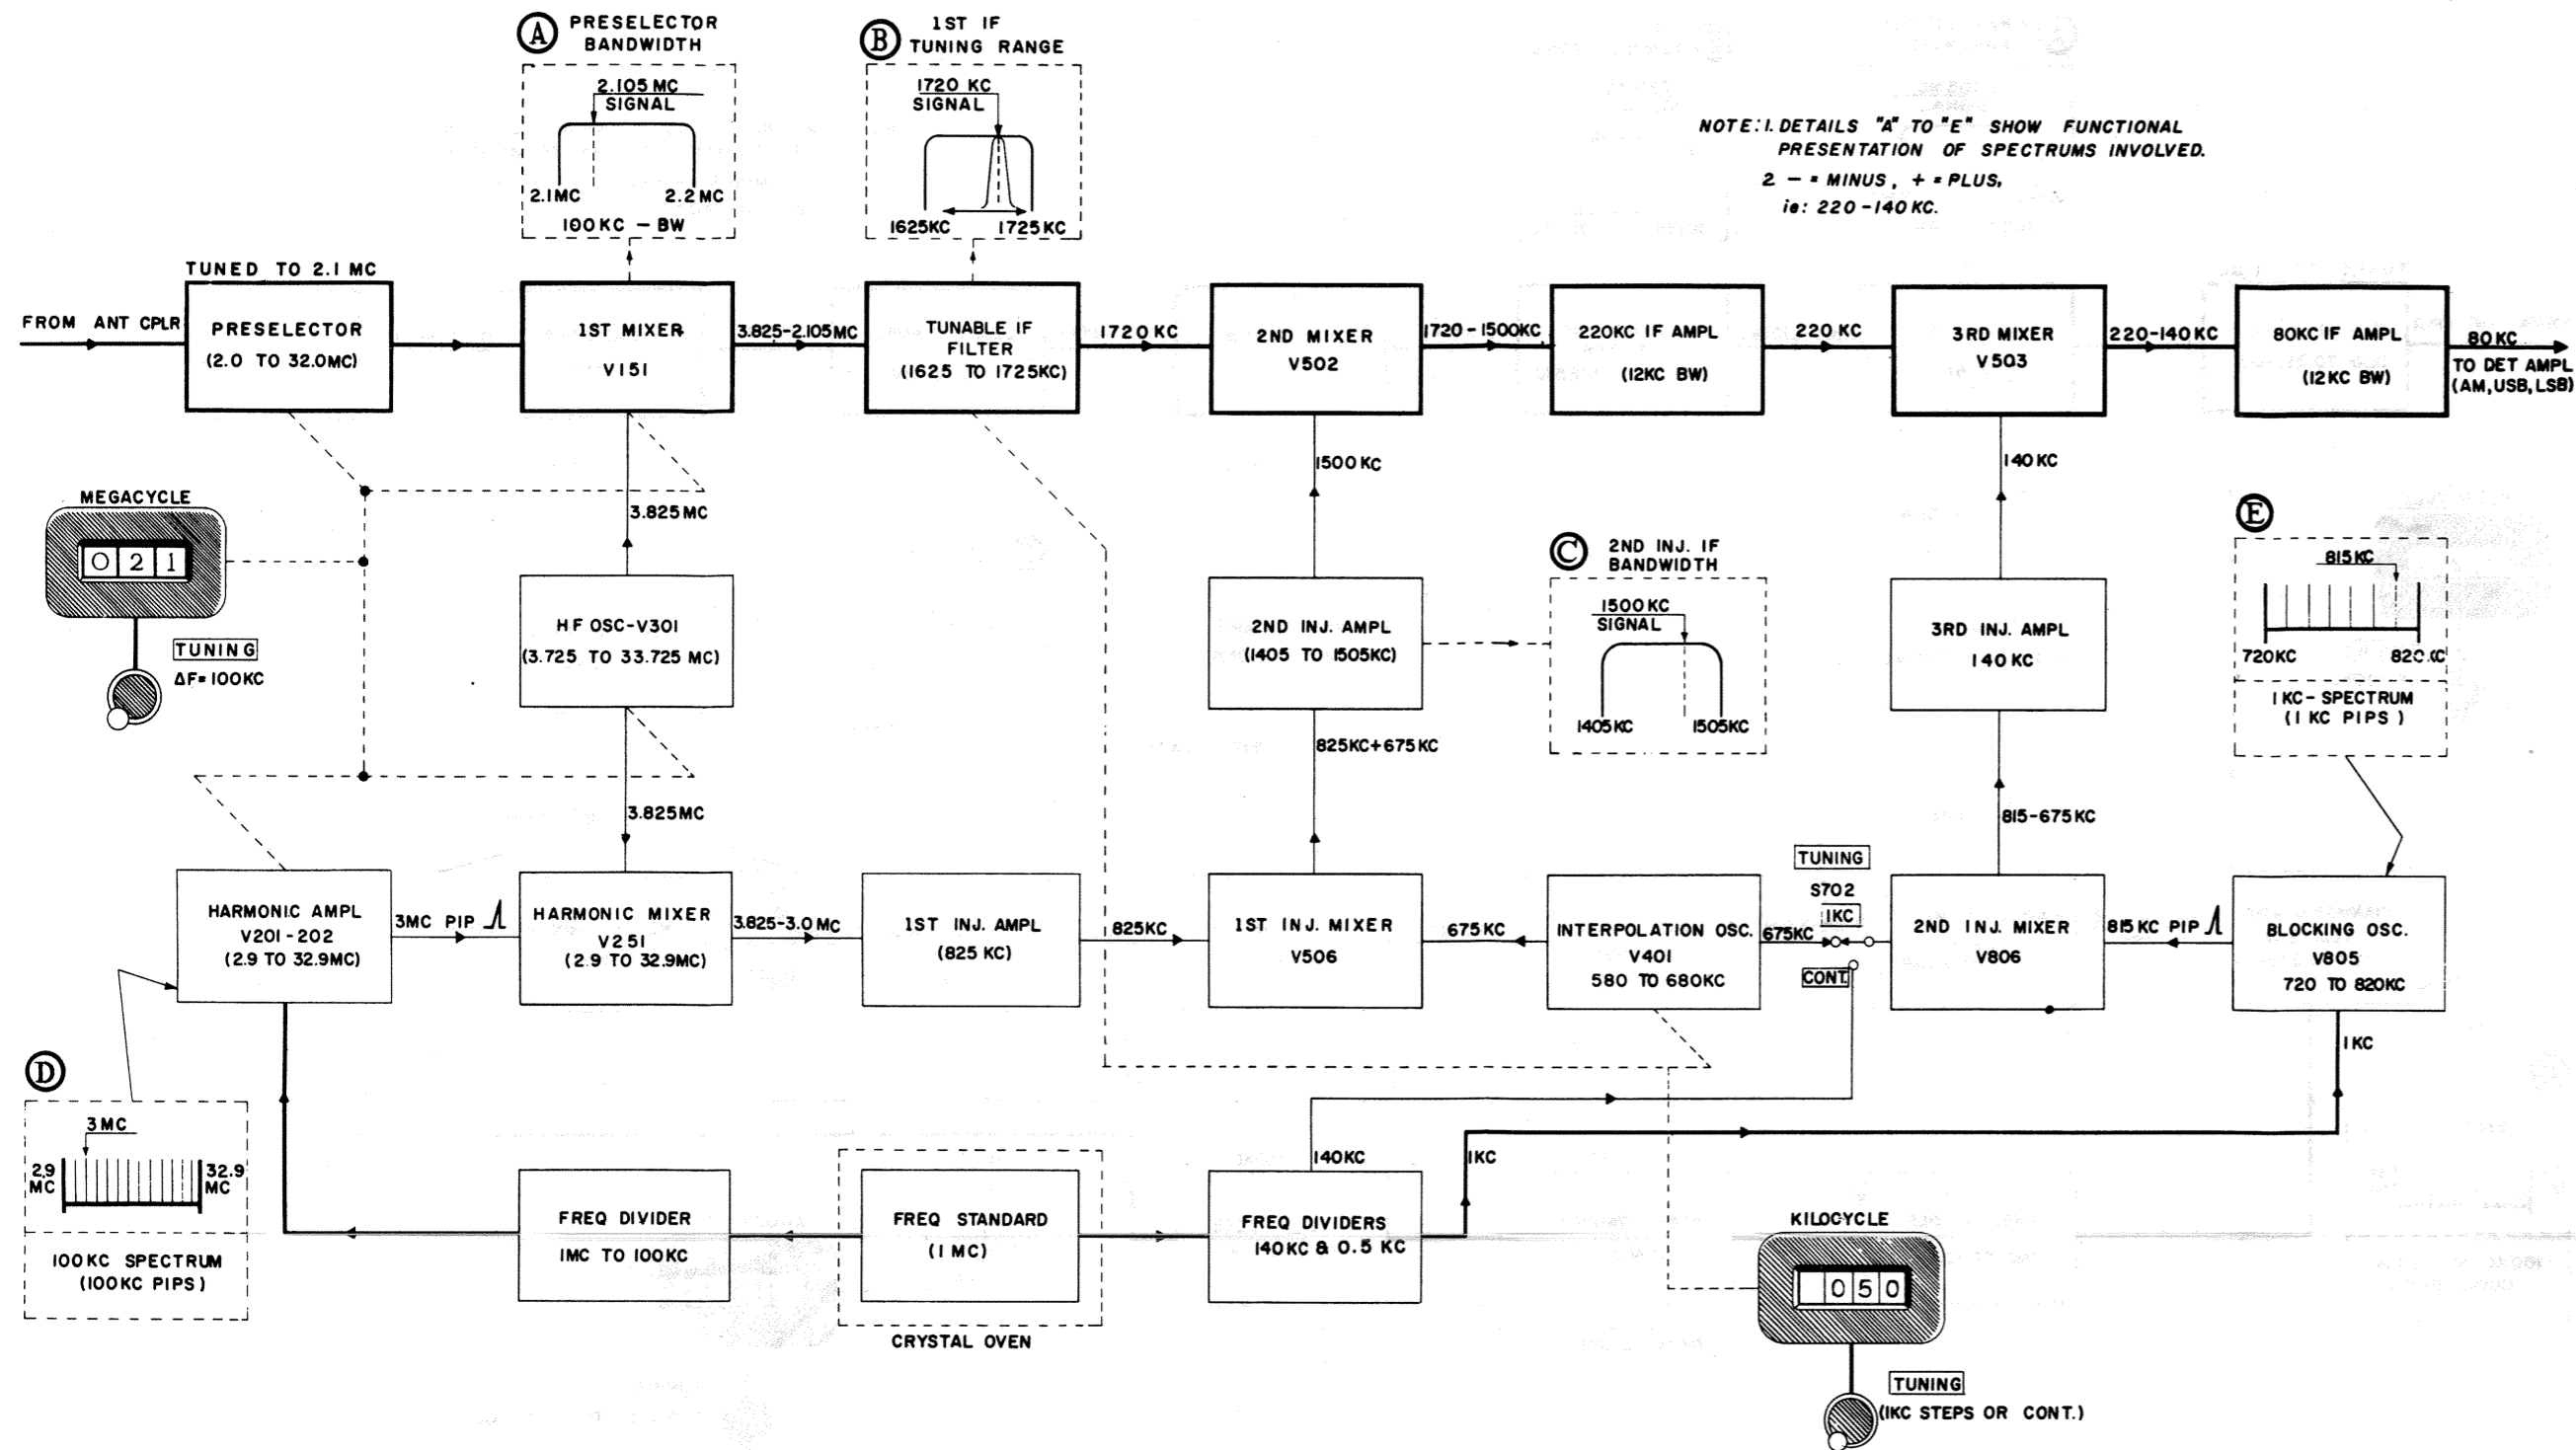 A PRESELECTOR
BANDWIDTH
2.105 MC
SIGNAL
2.1MC 2.2 MC
100KC - BW
B 1ST IF
TUNING RANGE
1720 KC
SIGNAL
1625KC 1725KC
NOTE: 1. DETAILS "A" TO "E" SHOW FUNCTIONAL
PRESENTATION OF SPECTRUMS INVOLVED.
2 - = MINUS, + = PLUS,
ie: 220-140 KC.
TUNED TO 2.1 MC
FROM ANT CPLR
PRESELECTOR
(2.0 TO 32.0MC)
1ST MIXER
V151
3.825-2.105MC
TUNABLE IF
FILTER
(1625 TO 1725KC)
1720 KC
2ND MIXER
V502
1720-1500KC
220KC IF AMPL
(12KC BW)
220 KC
3RD MIXER
V503
220-140 KC
80KC IF AMPL
(12KC BW)
80KC
TO DET AMPL
(AM,USB,LSB)
MEGACYCLE
0 2 1
TUNING
ΔF=100KC
3.825MC
HF OSC-V301
(3.725 TO 33.725 MC)
3.825MC
1500 KC
2ND INJ. AMPL
(1405 TO 1505KC)
825KC+675KC
C 2ND INJ. IF
BANDWIDTH
1500 KC
SIGNAL
1405KC 1505KC
140KC
3RD INJ. AMPL
140 KC
815-675KC
E
815KC
720KC 820KC
1 KC-SPECTRUM
(1 KC PIPS)
HARMONIC AMPL
V201-202
(2.9 TO 32.9MC)
3MC PIP
HARMONIC MIXER
V251
(2.9 TO 32.9MC)
3.825-3.0 MC
1ST INJ. AMPL
(825 KC)
825KC
1ST INJ. MIXER
V506
675KC
INTERPOLATION OSC.
V401
580 TO 680KC
675KC
TUNING
S702
1KC
CONT.
2ND INJ. MIXER
V806
815 KC PIP
BLOCKING OSC.
V805
720 TO 820KC
1KC
D
3 MC
2.9
MC
32.9
MC
100KC SPECTRUM
(100KC PIPS)
FREQ DIVIDER
1MC TO 100KC
FREQ STANDARD
(1 MC)
CRYSTAL OVEN
140KC
1KC
FREQ DIVIDERS
140KC & 0.5 KC
KILOCYCLE
0 5 0
TUNING
(1KC STEPS OR CONT.)